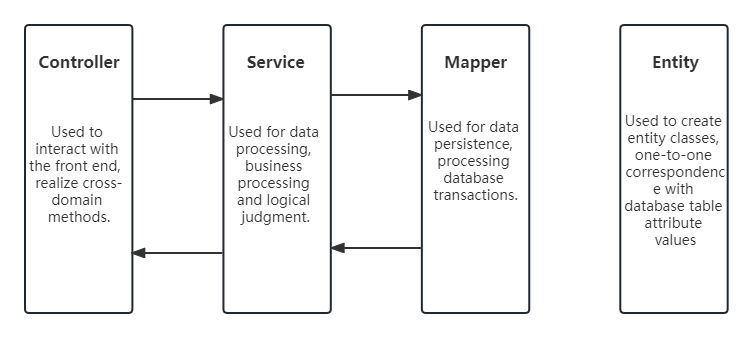 Controller
Used to
interact with
the front end,
realize cross-
domain
methods.
Service
Used for data
processing,
business
processing
and logical
judgment.
Mapper
Used for data
persistence,
processing
database
transactions.
Entity
Used to create
entity classes,
one-to-one
correspondenc
e with
database table
attribute
values